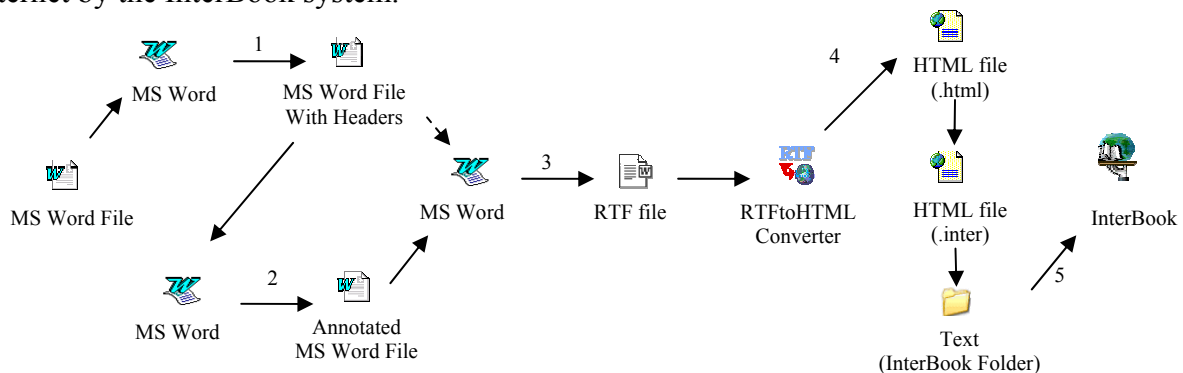 ternet by the InterBook system.
1
MS Word
MS Word File
With Headers
MS Word File
MS Word
2
Annotated
MS Word File
MS Word
3
RTF file
RTFtoHTML
Converter
RTF
4
HTML file
(.html)
HTML file
(.inter)
InterBook
5
Text
(InterBook Folder)